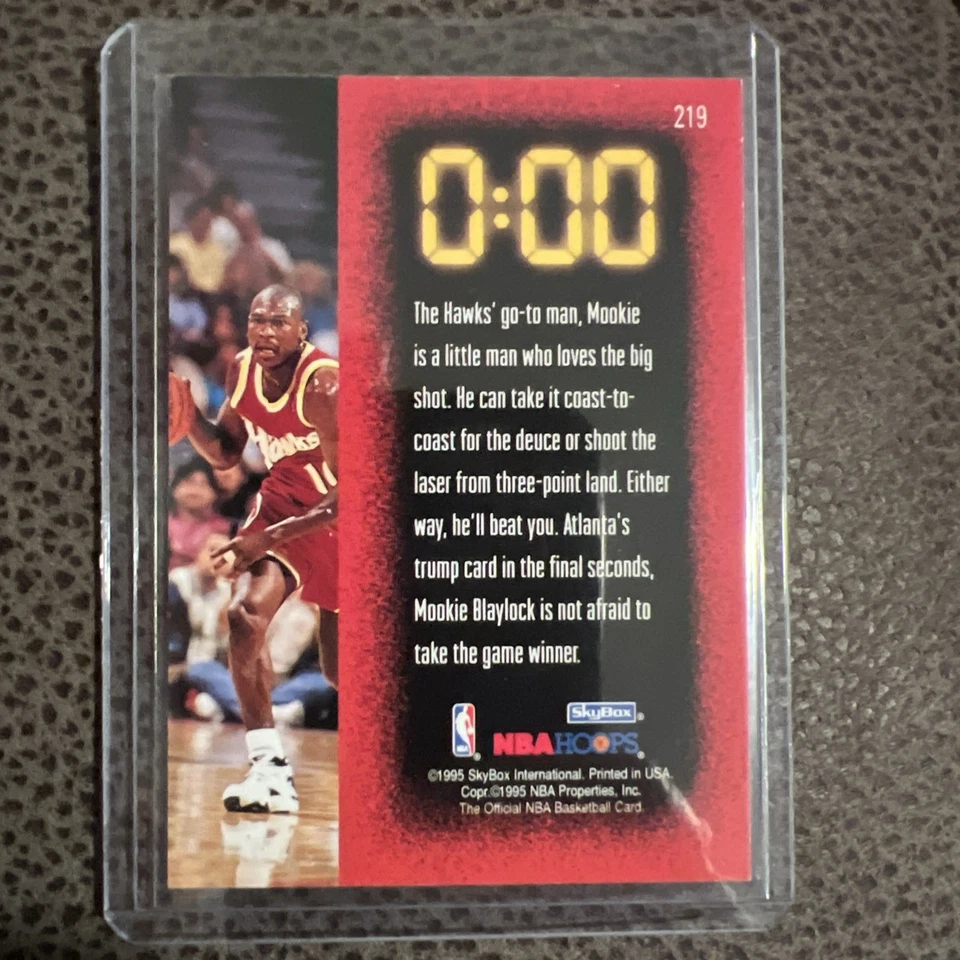 219
0:00
The Hawks' go-to man, Mookie
is a little man who loves the big
shot. He can take it coast-to-
coast for the deuce or shoot the
laser from three-point land. Either
way, he'll beat you. Atlanta's
trump card in the final seconds,
Mookie Blaylock is not afraid to
take the game winner.
HAWKS
10
NBA ®
SkyBox ®
NBA HOOPS ®
©1995 SkyBox International. Printed in USA.
Copr.©1995 NBA Properties, Inc.
The Official NBA Basketball Card.